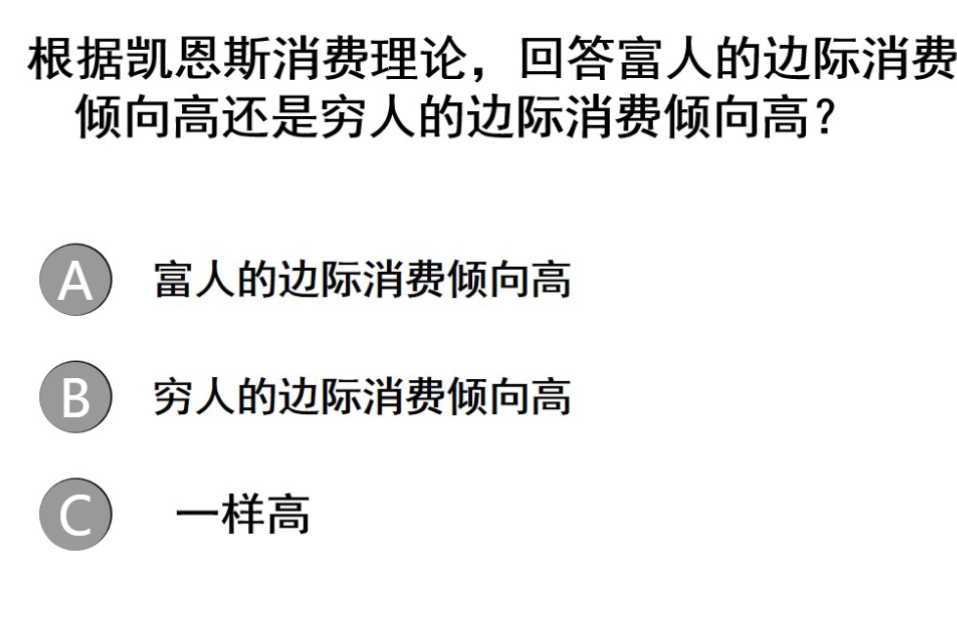 根据凯恩斯消费理论，回答富人的边际消费
倾向高还是穷人的边际消费倾向高？
A 富人的边际消费倾向高
B 穷人的边际消费倾向高
C 一样高